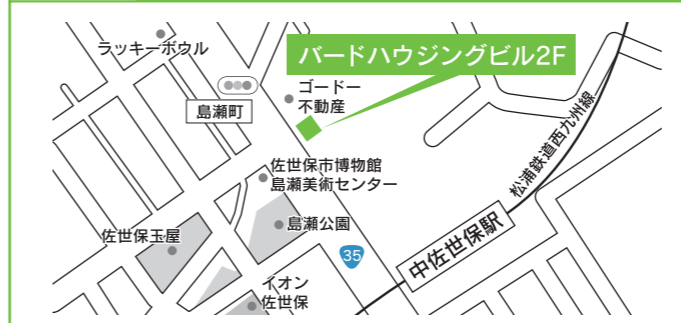 ラッキーボウル
バードハウジングビル2F
ゴードー
不動産
島瀬町
松浦鉄道西九州線
佐世保市博物館
島瀬美術センター
島瀬公園
佐世保玉屋
35
中佐世保駅
イオン
佐世保